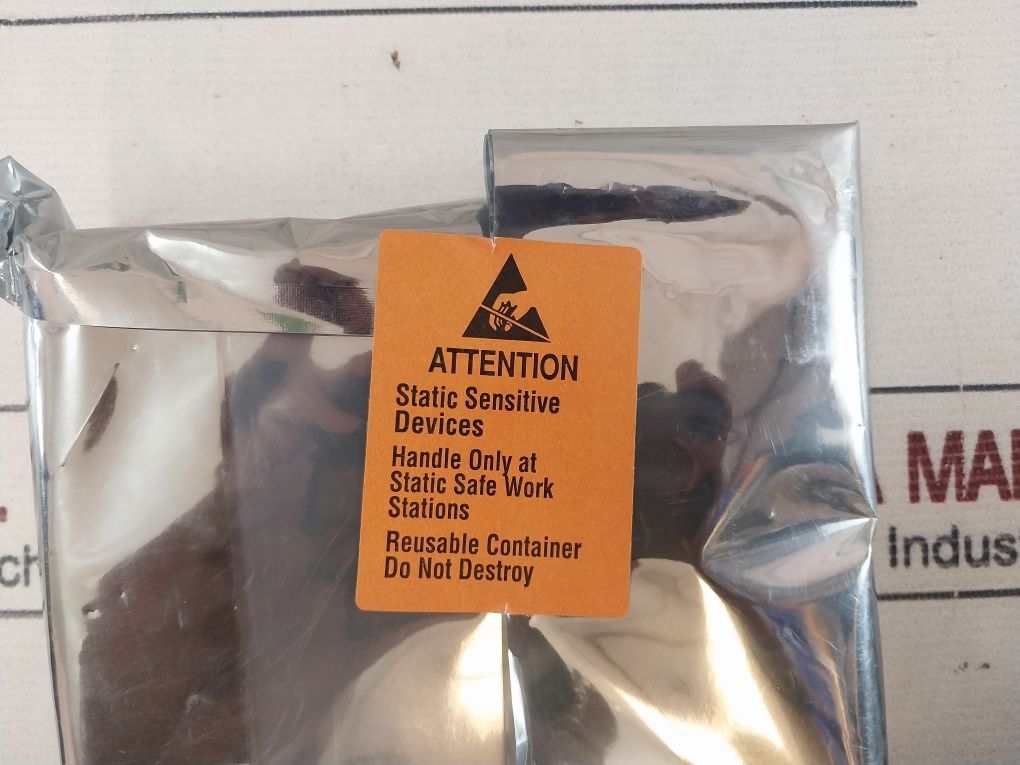 ATTENTION
Static Sensitive
Devices
Handle Only at
Static Safe Work
Stations
Reusable Container
Do Not Destroy